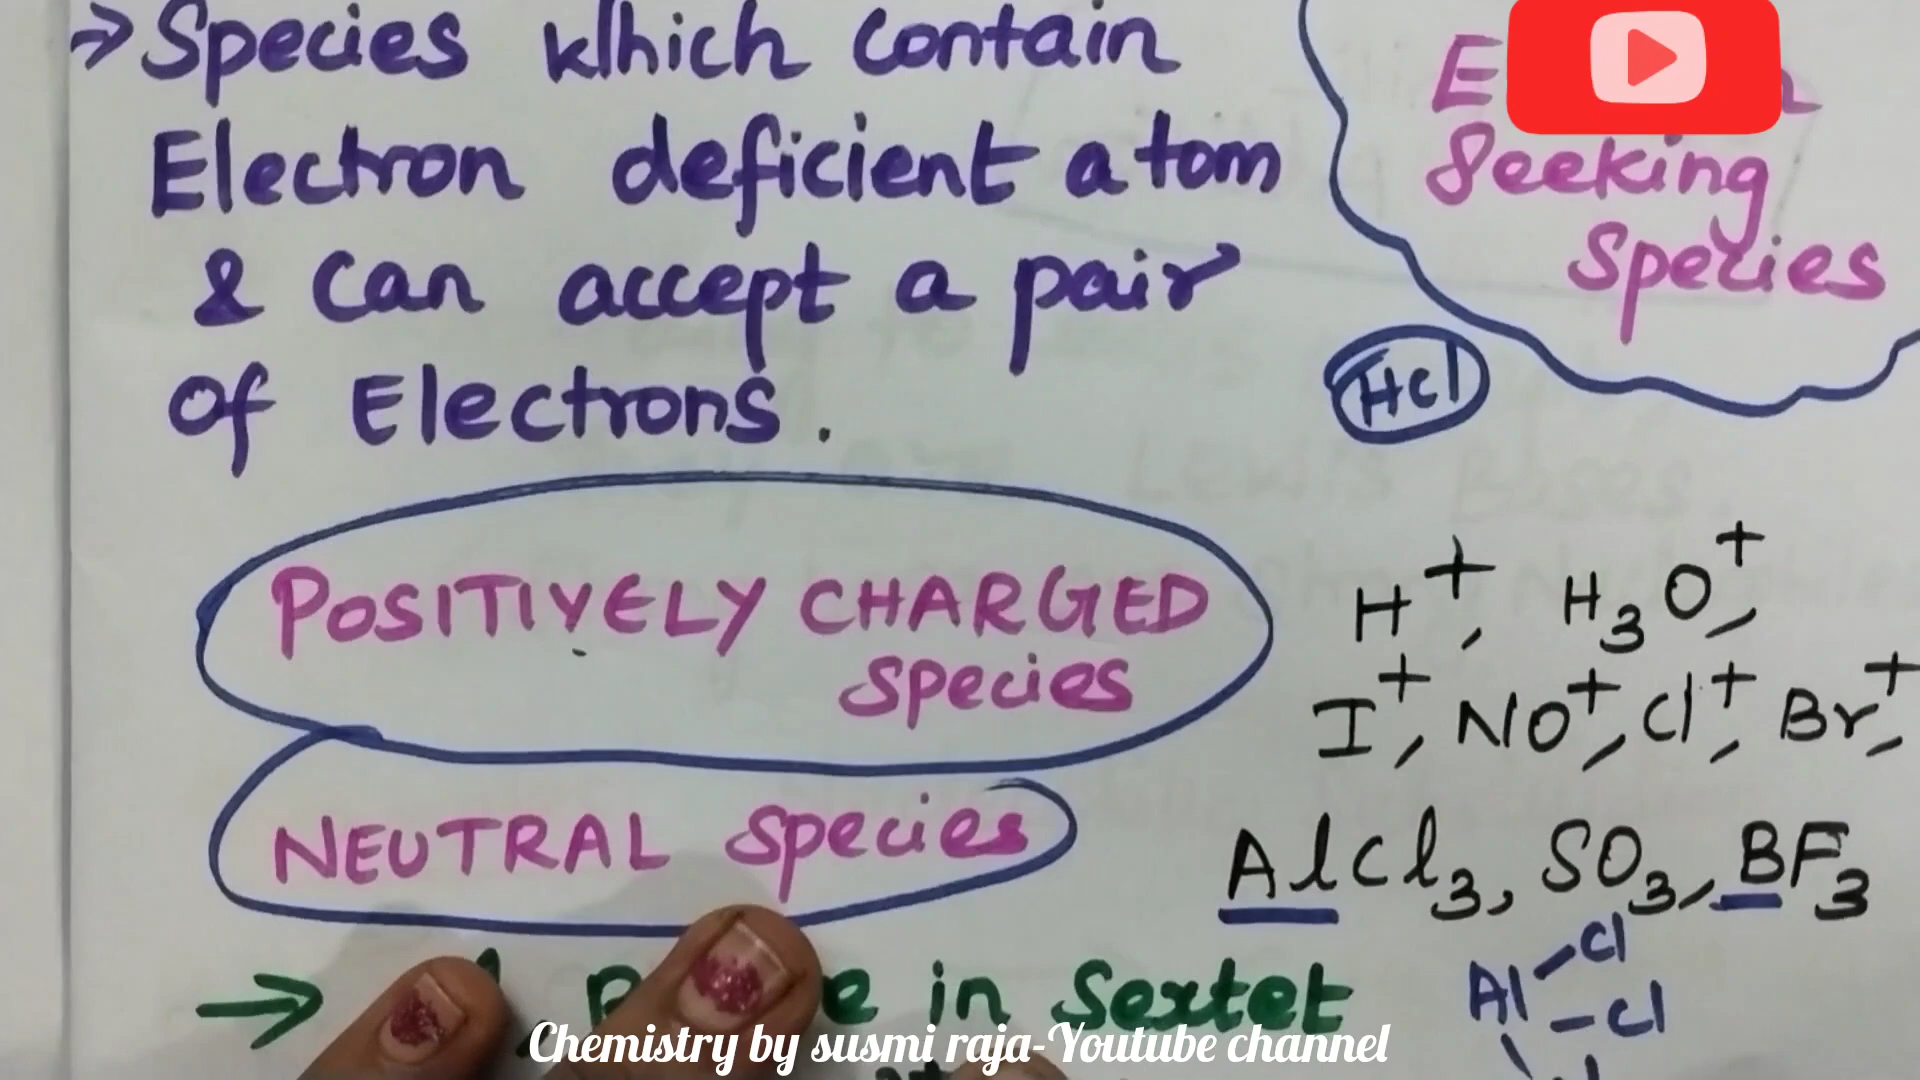 → Species Which contain
Electron deficient atom
& can accept a pair
of Electrons.
Seeking
Species
HCl
POSITIVELY CHARGED
Species
NEUTRAL Species
H⁺, H₃O⁺,
I⁺, NO⁺, Cl⁺, Br⁺,
AlCl₃, SO₃, BF₃
→ in Sextet
Al Cl
Cl
Chemistry by susmi raja-Youtube channel